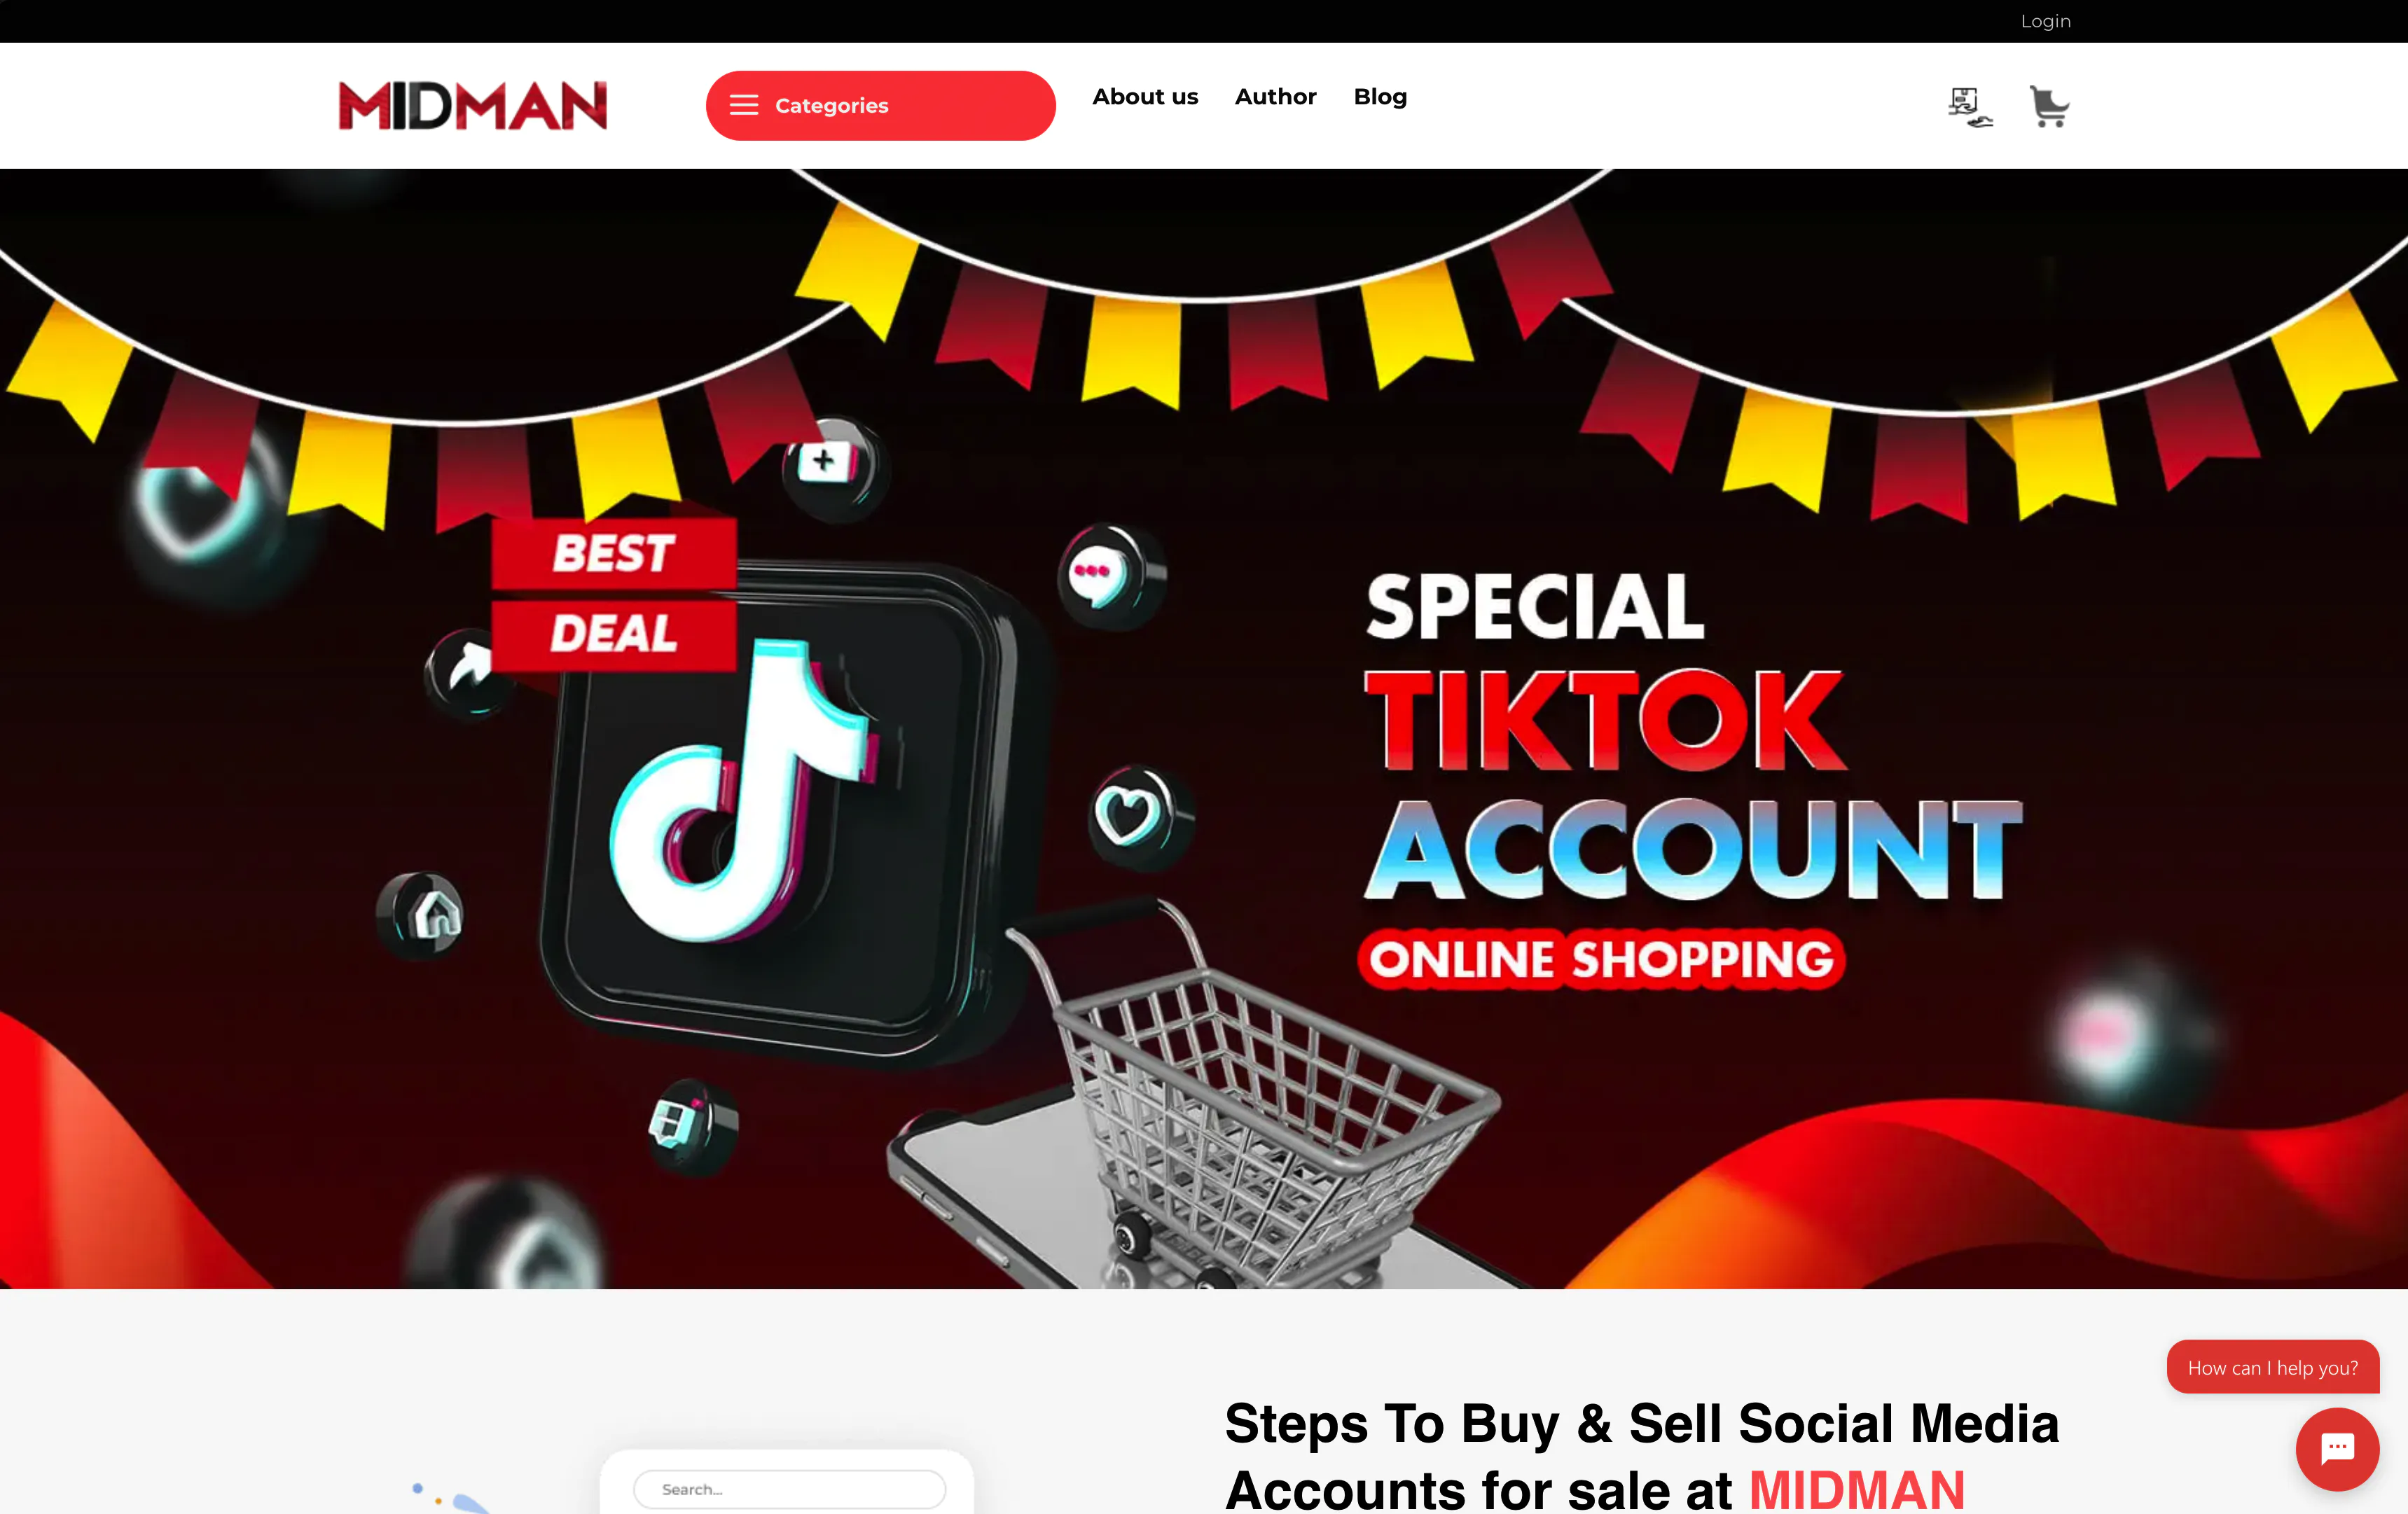 Login
MIDMAN
Categories
About us
Author
Blog
BEST
DEAL
SPECIAL
TIKTOK
ACCOUNT
ONLINE SHOPPING
How can I help you?
Steps To Buy & Sell Social Media
Accounts for sale at MIDMAN
Search...